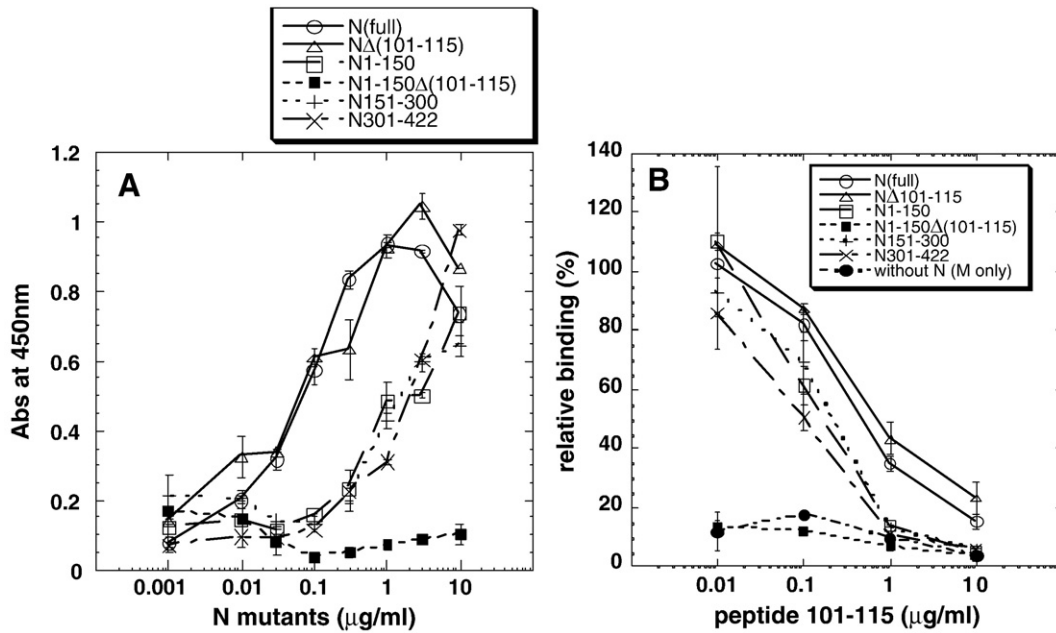 N(full)
NΔ(101-115)
N1-150
N1-150Δ(101-115)
N151-300
N301-422
A
1.2
1
0.8
0.6
0.4
0.2
0
Abs at 450nm
0.001
0.01
0.1
1
10
N mutants (μg/ml)
B
N(full)
NΔ101-115
N1-150
N1-150Δ(101-115)
N151-300
N301-422
without N (M only)
140
120
100
80
60
40
20
0
relative binding (%)
0.01
0.1
1
10
peptide 101-115 (μg/ml)